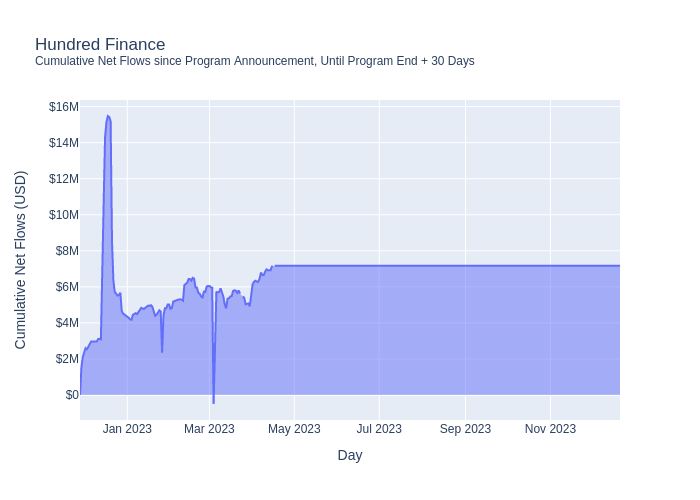 Hundred Finance
Cumulative Net Flows since Program Announcement, Until Program End + 30 Days
Cumulative Net Flows (USD)
$16M
$14M
$12M
$10M
$8M
$6M
$4M
$2M
$0
Jan 2023 Mar 2023 May 2023 Jul 2023 Sep 2023 Nov 2023
Day